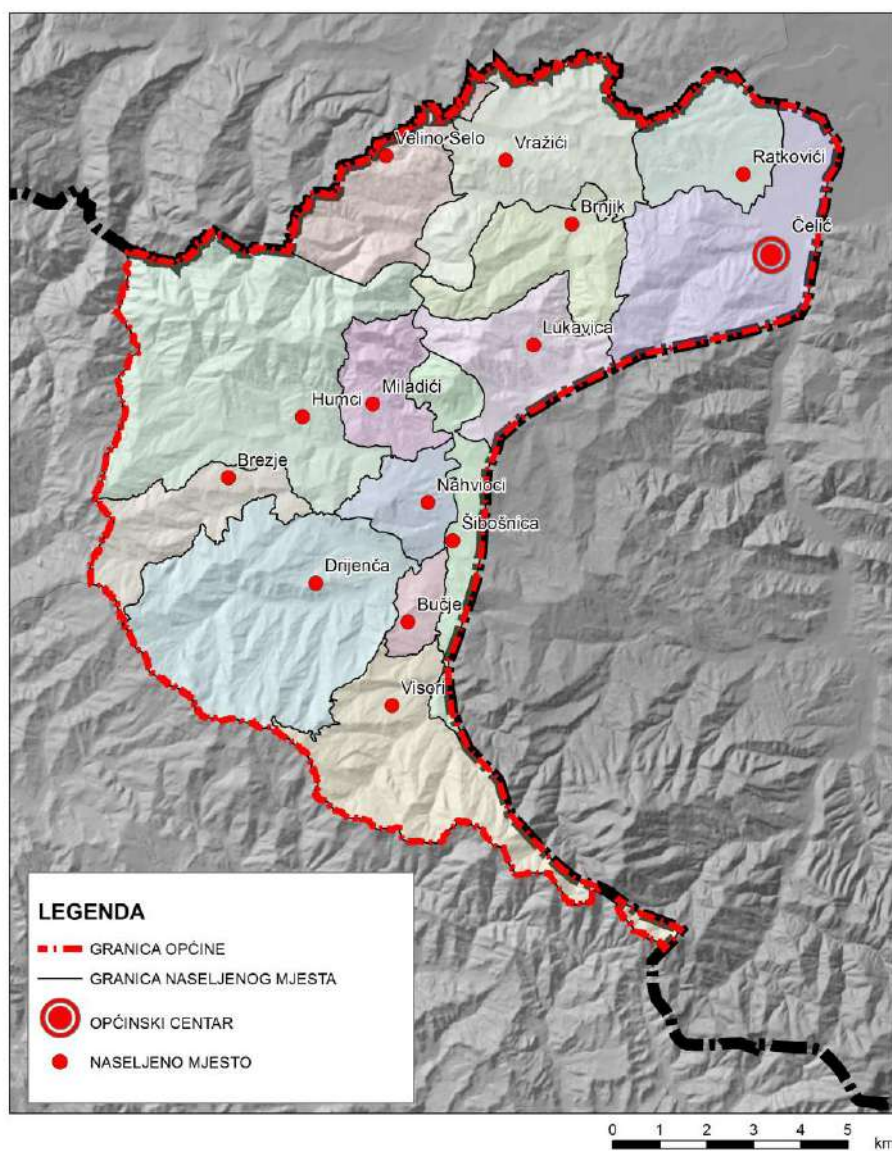 Velino Selo
Vražići
Ratkovići
Brnjik
Čelić
Lukavica
Miladići
Humci
Brezje
Nahvioci
Šibošnica
Drijenča
Bučje
Visori
LEGENDA
GRANICA OPĆINE
GRANICA NASELJENOG MJESTA
OPĆINSKI CENTAR
NASELJENO MJESTO
0 1 2 3 4 5
km